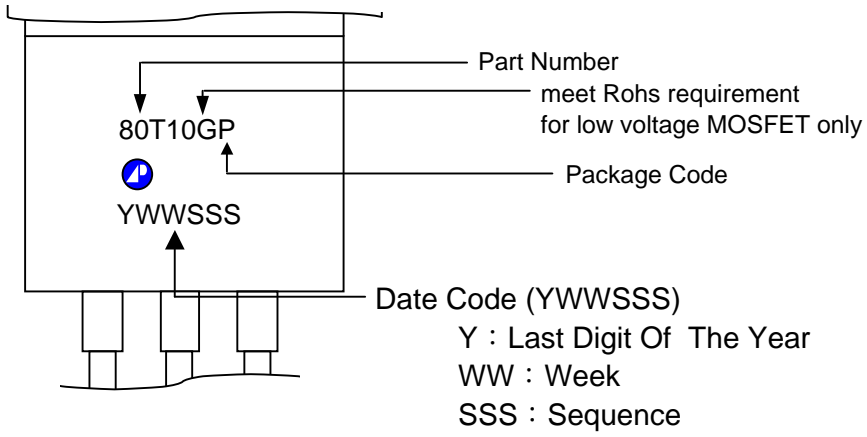 Part Number
meet Rohs requirement
for low voltage MOSFET only
80T10GP
Package Code
YWWSSS
Date Code (YWWSSS)
Y：Last Digit Of The Year
WW：Week
SSS：Sequence